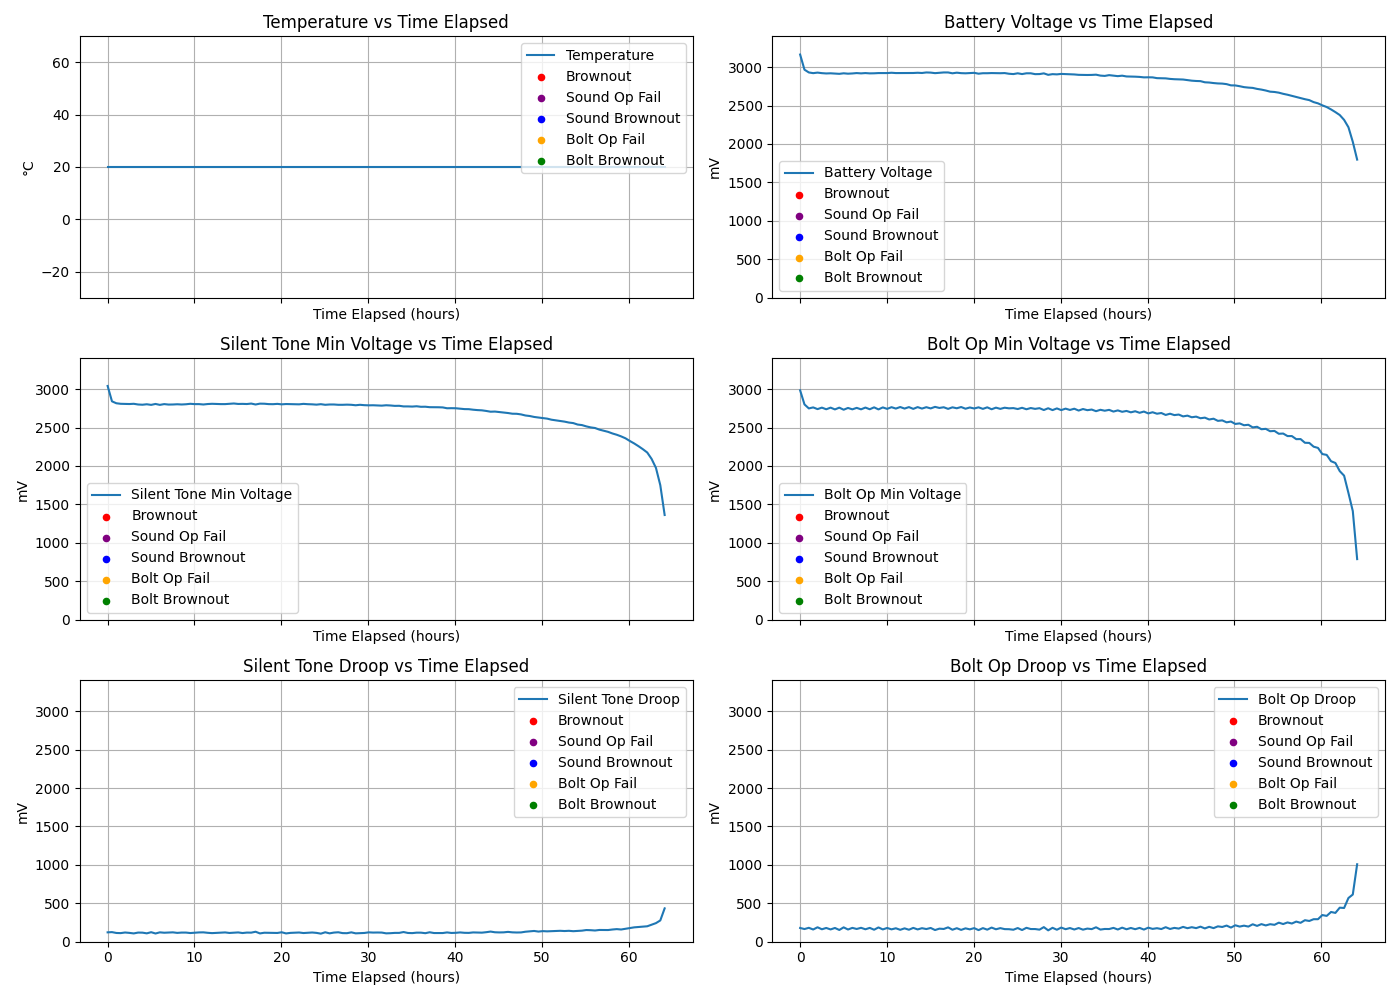 Temperature vs Time Elapsed
60
40
20
0
−20
°C
Temperature
Brownout
Sound Op Fail
Sound Brownout
Bolt Op Fail
Bolt Brownout
Time Elapsed (hours)
Battery Voltage vs Time Elapsed
3000
2500
2000
1500
1000
500
0
mV
Battery Voltage
Brownout
Sound Op Fail
Sound Brownout
Bolt Op Fail
Bolt Brownout
Time Elapsed (hours)
Silent Tone Min Voltage vs Time Elapsed
3000
2500
2000
1500
1000
500
0
mV
Silent Tone Min Voltage
Brownout
Sound Op Fail
Sound Brownout
Bolt Op Fail
Bolt Brownout
Time Elapsed (hours)
Bolt Op Min Voltage vs Time Elapsed
3000
2500
2000
1500
1000
500
0
mV
Bolt Op Min Voltage
Brownout
Sound Op Fail
Sound Brownout
Bolt Op Fail
Bolt Brownout
Time Elapsed (hours)
Silent Tone Droop vs Time Elapsed
3000
2500
2000
1500
1000
500
0
mV
Silent Tone Droop
Brownout
Sound Op Fail
Sound Brownout
Bolt Op Fail
Bolt Brownout
0 10 20 30 40 50 60
Time Elapsed (hours)
Bolt Op Droop vs Time Elapsed
3000
2500
2000
1500
1000
500
0
mV
Bolt Op Droop
Brownout
Sound Op Fail
Sound Brownout
Bolt Op Fail
Bolt Brownout
0 10 20 30 40 50 60
Time Elapsed (hours)